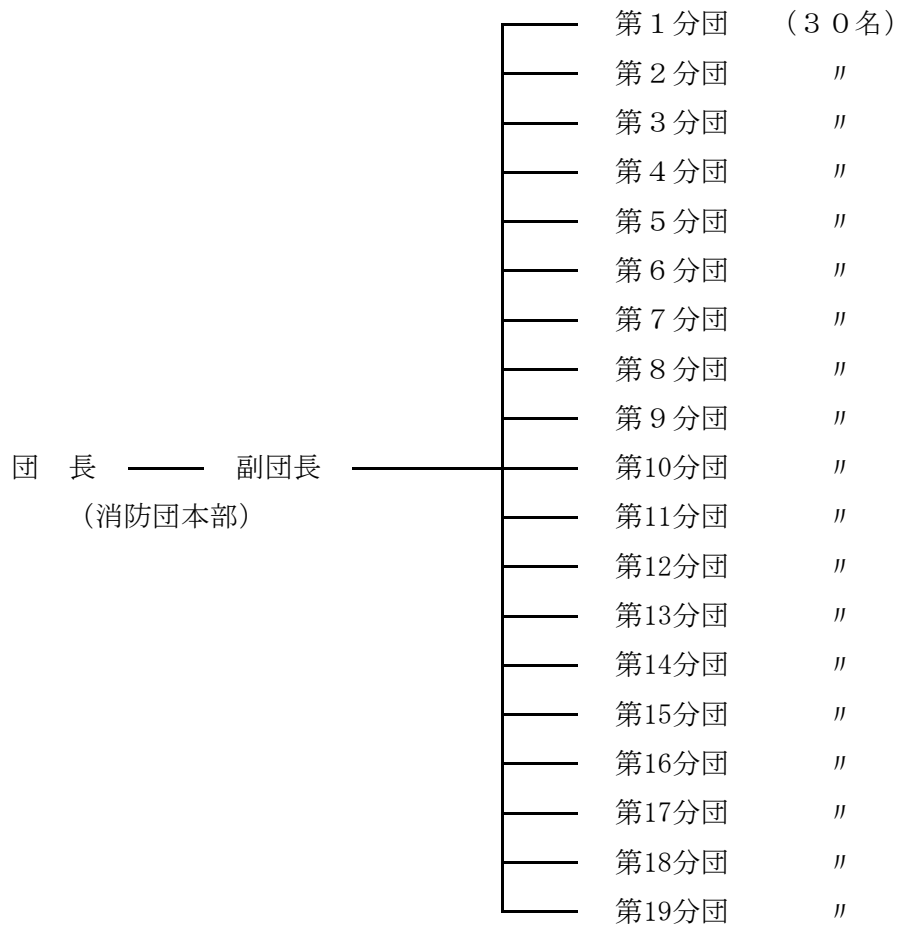 第１分団　（３０名）
第２分団　〃
第３分団　〃
第４分団　〃
第５分団　〃
第６分団　〃
第７分団　〃
第８分団　〃
第９分団　〃
団　長　副団長　第10分団　〃
（消防団本部）　第11分団　〃
第12分団　〃
第13分団　〃
第14分団　〃
第15分団　〃
第16分団　〃
第17分団　〃
第18分団　〃
第19分団　〃